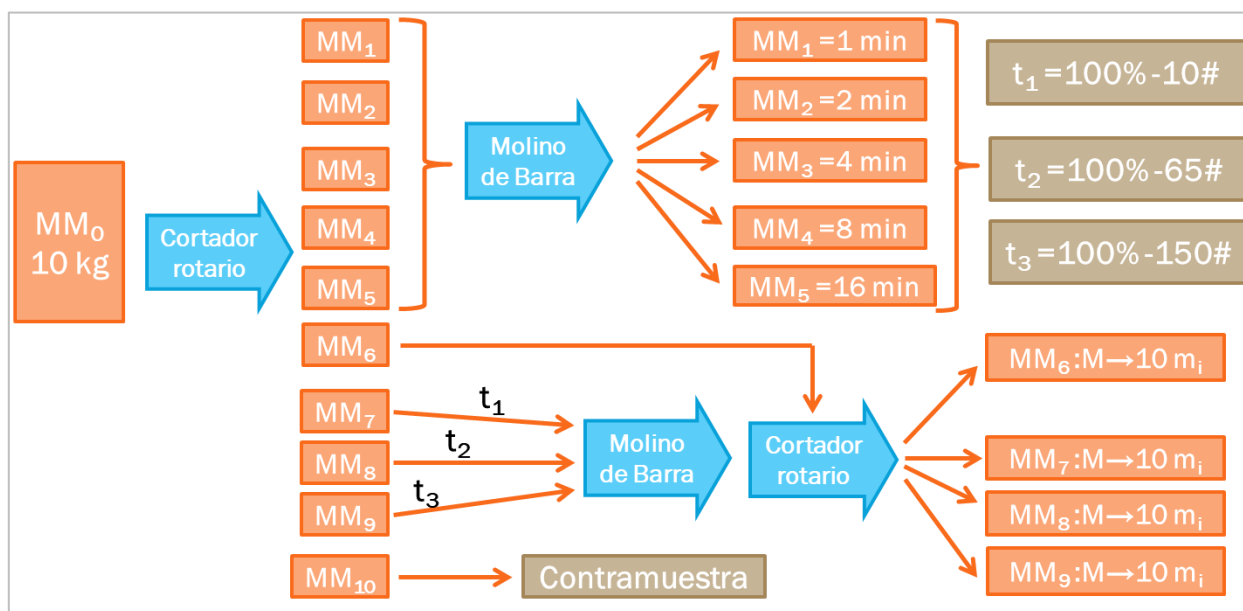 MM₀
10 kg
Cortador
rotario
MM₁
MM₂
MM₃
MM₄
MM₅
MM₆
MM₇
MM₈
MM₉
MM₁₀
Molino
de Barra
MM₁ =1 min
MM₂ =2 min
MM₃ =4 min
MM₄ =8 min
MM₅ =16 min
t₁ =100% -10#
t₂ =100% -65#
t₃ =100% -150#
t₁
t₂
t₃
Molino
de Barra
Cortador
rotario
MM₆:M→10 mᵢ
MM₇:M→10 mᵢ
MM₈:M→10 mᵢ
MM₉:M→10 mᵢ
Contramuestra